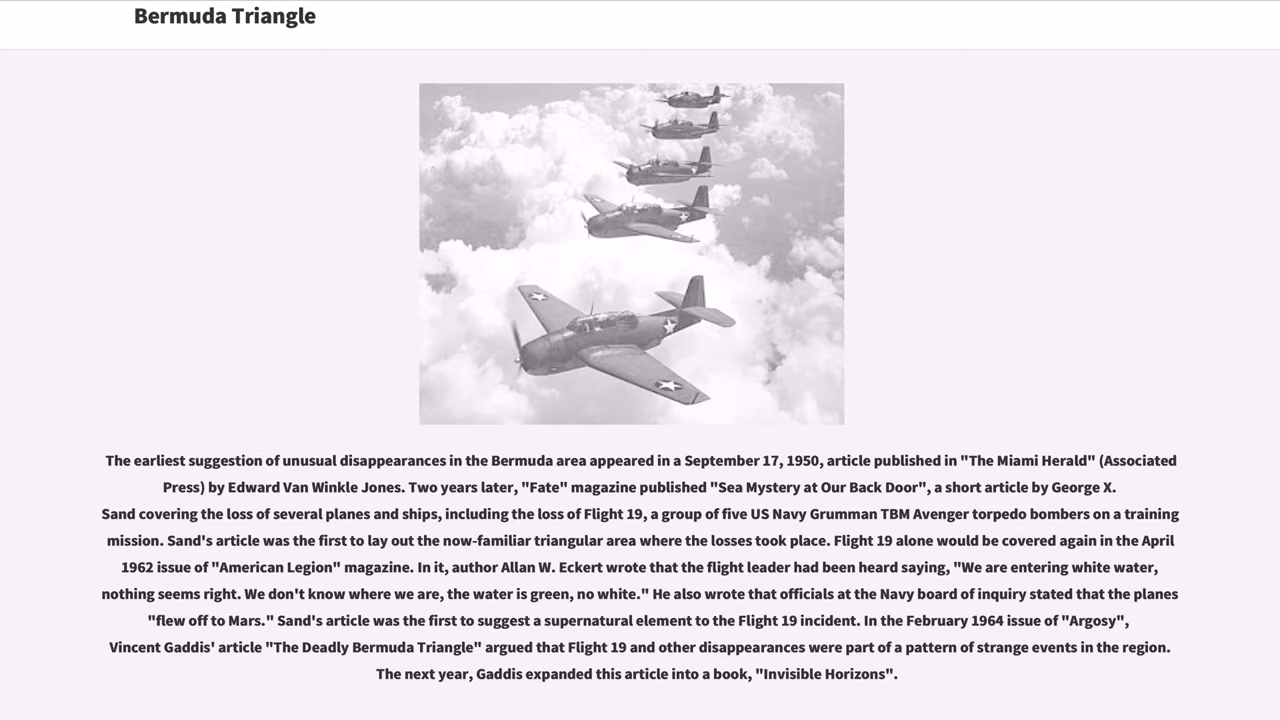 Bermuda Triangle
The earliest suggestion of unusual disappearances in the Bermuda area appeared in a September 17, 1950, article published in "The Miami Herald" (Associated
Press) by Edward Van Winkle Jones. Two years later, "Fate" magazine published "Sea Mystery at Our Back Door", a short article by George X.
Sand covering the loss of several planes and ships, including the loss of Flight 19, a group of five US Navy Grumman TBM Avenger torpedo bombers on a training
mission. Sand's article was the first to lay out the now-familiar triangular area where the losses took place. Flight 19 alone would be covered again in the April
1962 issue of "American Legion" magazine. In it, author Allan W. Eckert wrote that the flight leader had been heard saying, "We are entering white water,
nothing seems right. We don't know where we are, the water is green, no white." He also wrote that officials at the Navy board of inquiry stated that the planes
"flew off to Mars." Sand's article was the first to suggest a supernatural element to the Flight 19 incident. In the February 1964 issue of "Argosy",
Vincent Gaddis' article "The Deadly Bermuda Triangle" argued that Flight 19 and other disappearances were part of a pattern of strange events in the region.
The next year, Gaddis expanded this article into a book, "Invisible Horizons".